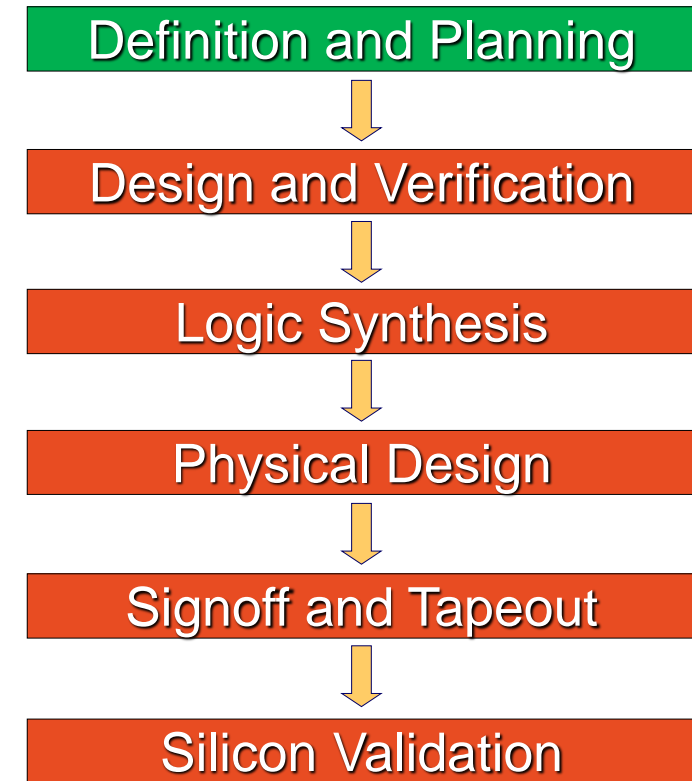 Definition and Planning
Design and Verification
Logic Synthesis
Physical Design
Signoff and Tapeout
Silicon Validation